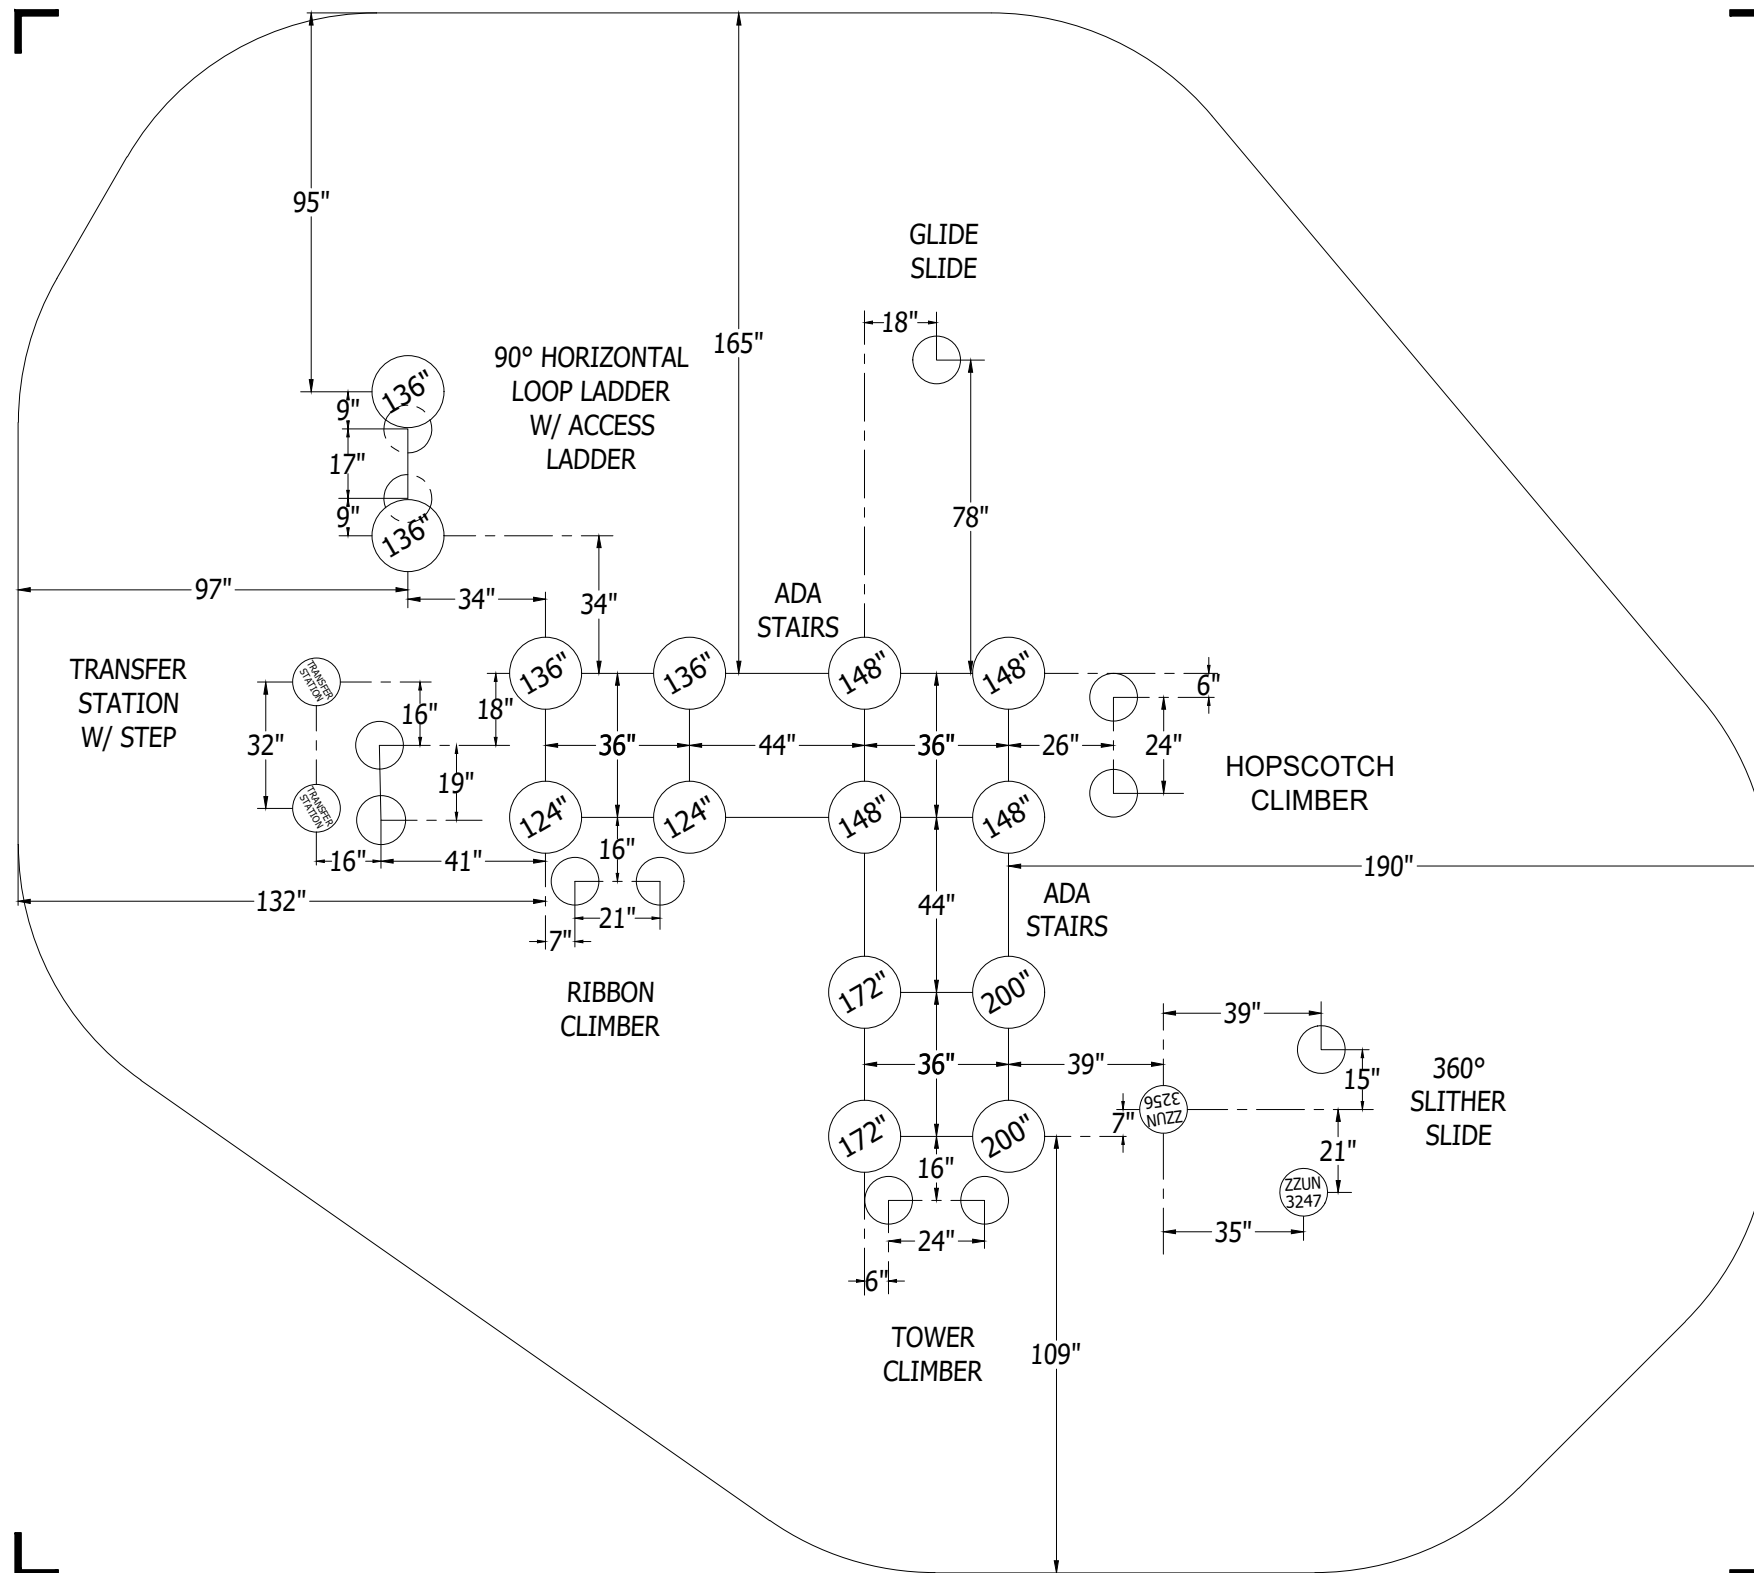 95"
GLIDE
SLIDE
18"
165"
90° HORIZONTAL
LOOP LADDER
W/ ACCESS
LADDER
136"
9"
17"
9"
136"
78"
97"
34"
34"
ADA
STAIRS
TRANSFER
STATION
W/ STEP
TRANSFER
STATION
TRANSFER
STATION
32"
16"
18"
19"
136"
136"
148"
148"
6"
36"
44"
36"
26"
24"
HOPSCOTCH
CLIMBER
124"
124"
148"
148"
16"
41"
16"
190"
132"
21"
7"
44"
ADA
STAIRS
RIBBON
CLIMBER
172"
200"
39"
36"
39"
15"
360°
SLITHER
SLIDE
ZZUN
3256
7"
172"
200"
16"
21"
ZZUN
3247
24"
35"
6"
TOWER
CLIMBER
109"